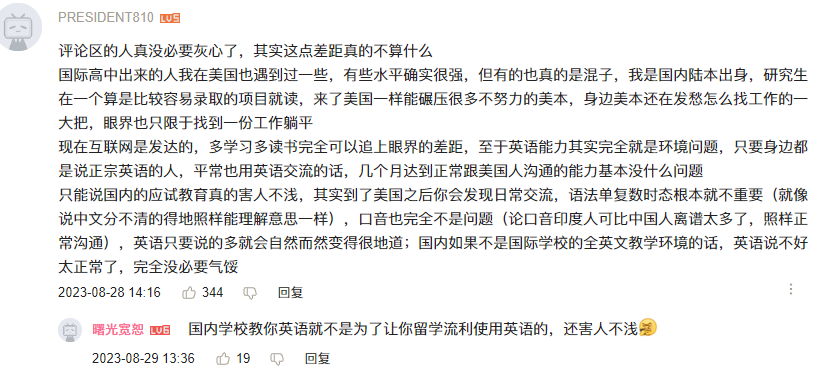 PRESIDENT810 LV5
评论区的人真没必要灰心了，其实这点差距真的不算什么
国际高中出来的人我在美国也遇到过一些，有些水平确实很强，但有的也真的是混子，我是国内陆本出身，研究生
在一个算是比较容易录取的项目就读，来了美国一样能碾压很多不努力的美本，身边美本还在发愁怎么找工作的一
大把，眼界也只限于找到一份工作躺平
现在互联网是发达的，多学习多读书完全可以追上眼界的差距，至于英语能力其实完全就是环境问题，只要身边都
是说正宗英语的人，平常也用英语交流的话，几个月达到正常跟美国人沟通的能力基本没什么问题
只能说国内的应试教育真的害人不浅，其实到了美国之后你会发现日常交流，语法单复数时态根本就不重要（就像
说中文分不清的得地照样能理解意思一样），口音也完全不是问题（论口音印度人可比中国人离谱太多了，照样正
常沟通），英语只要说的多就会自然而然变得很地道；国内如果不是国际学校的全英文教学环境的话，英语说不好
太正常了，完全没必要气馁
2023-08-28 14:16 344 回复
曙光宽恕 LV6 国内学校教你英语就不是为了让你留学流利使用英语的，还害人不浅
2023-08-29 13:36 19 回复